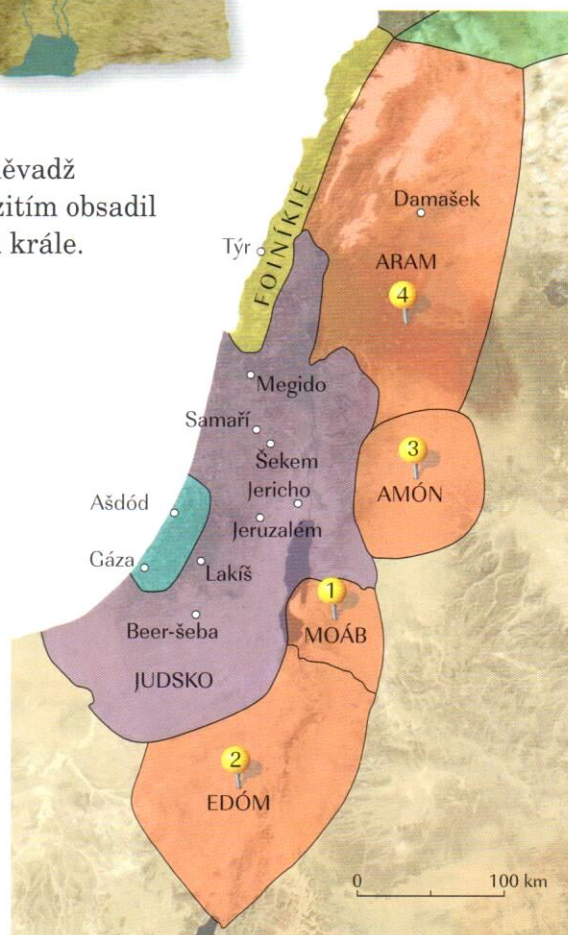 ěvadž
zitím obsadil
krále.
FOINÍKIE
Damašek
Týr
ARAM
4
Megido
Samaří
3
Šekem
AMÓN
Jericho
Ašdód
Jeruzalém
Gáza
Lakíš
1
Beer-šeba
MOÁB
JUDSKO
2
EDÓM
0
100 km